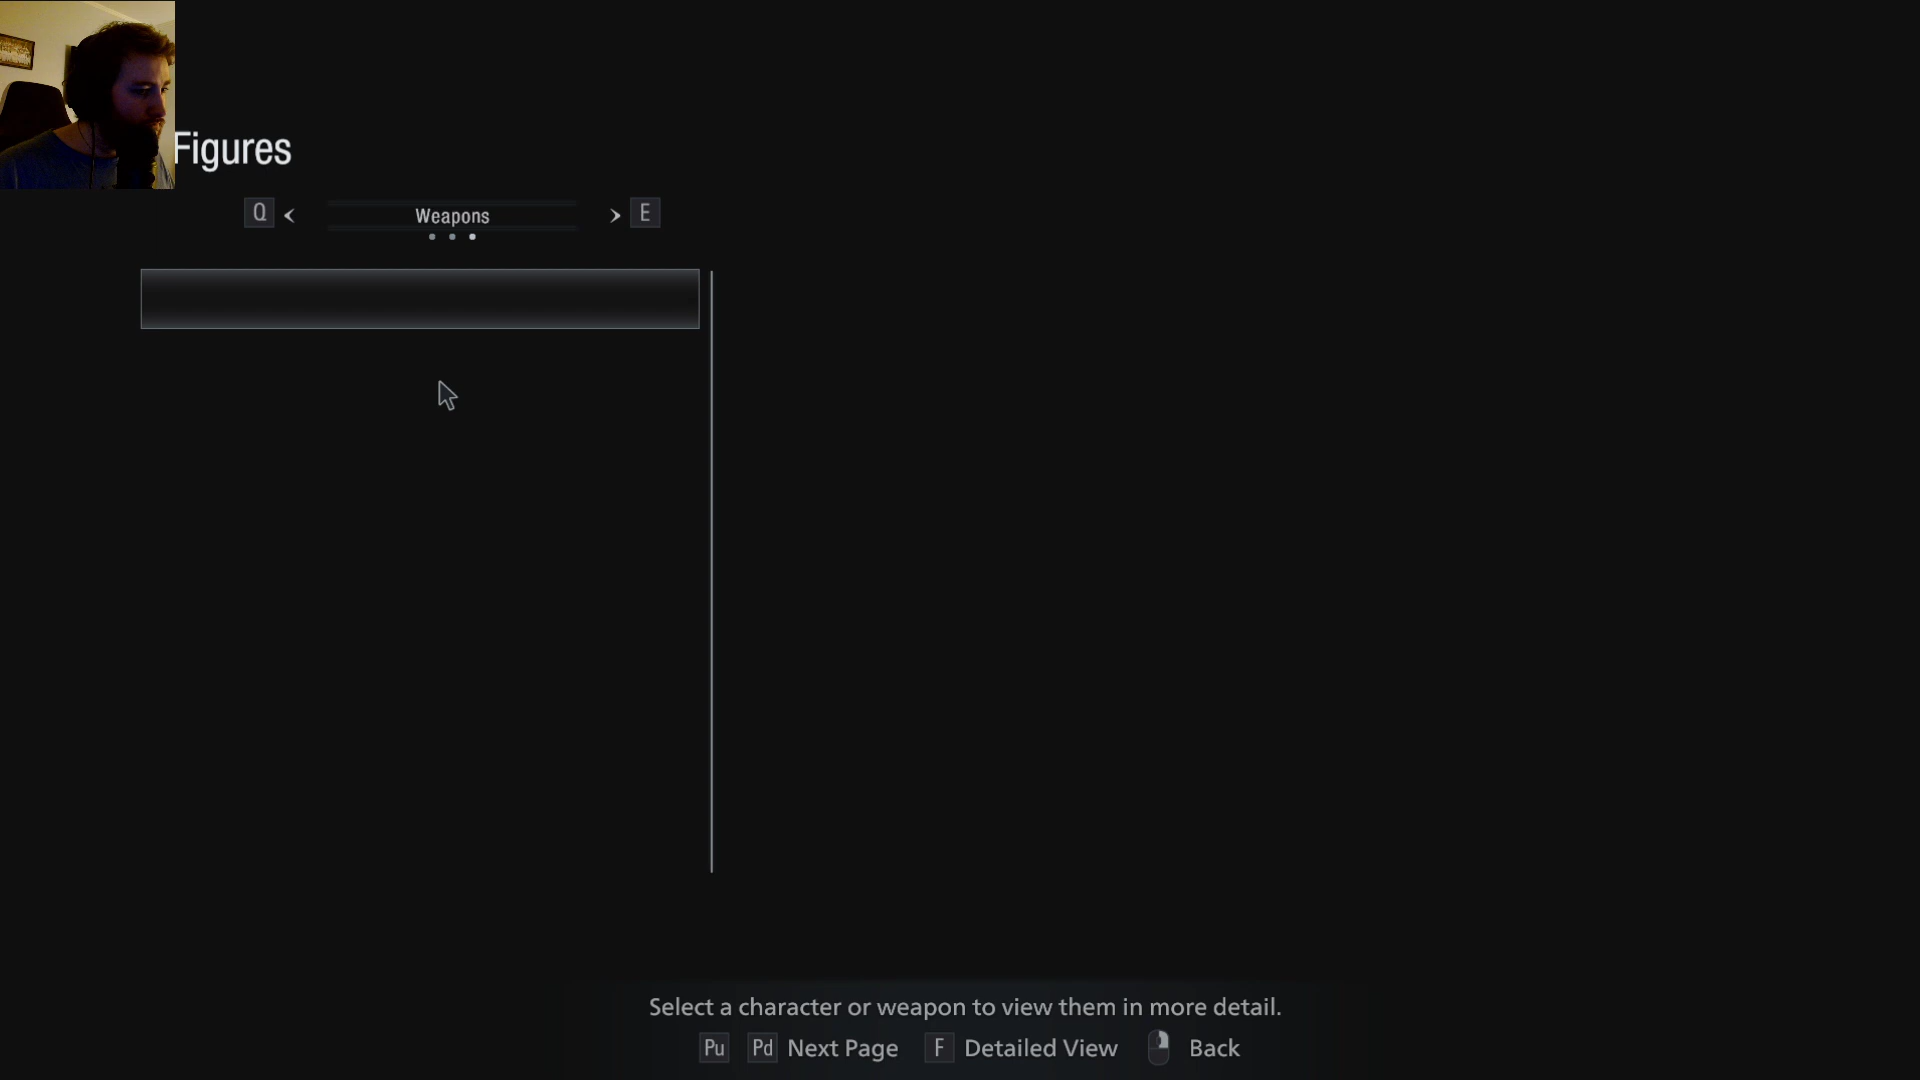 Figures
Q < Weapons > E
Select a character or weapon to view them in more detail.
Pu Pd Next Page F Detailed View Back